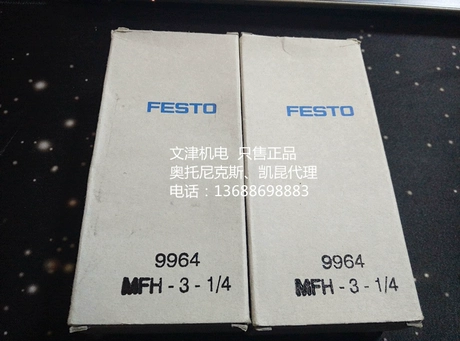 FESTO
FESTO
文津机电 只售正品
奥托尼克斯、凯昆代理
电话：13688698883
9964
MFH - 3 - 1/4
9964
MFH - 3 - 1/4